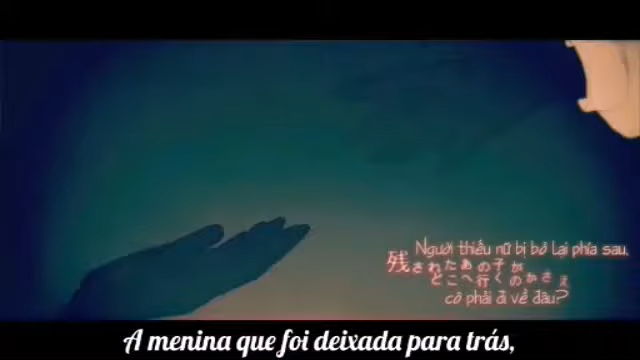 Người thiếu nữ bị bỏ lại phía sau,
残されたあの子が
どこへ行くのかさえ
cô phải đi về đâu?
A menina que foi deixada para trás,